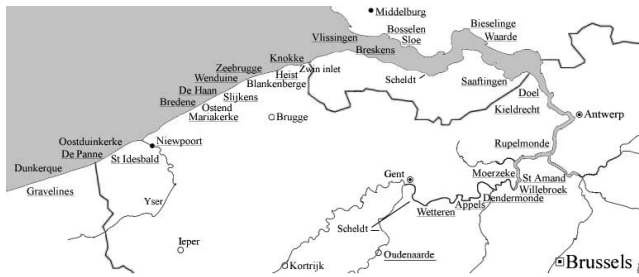 Middelburg
Vlissingen
Bosselen
Sloe
Bieselinge
Waarde
Breskens
Knokke
Zwin inlet
Zeebrugge
Heist
Wenduine
Blankenberge
Scheldt
Saaftingen
De Haan
Slijkens
Doel
Bredene
Ostend
Kieldrecht
Mariakerke
Brugge
Antwerp
Oostduinkerke
Niewpoort
Rupelmonde
De Panne
St Idesbald
Dunkerque
Gravelines
Gent
Moerzeke
St Amand
Willebroek
Appels
Dendermonde
Wetteren
Yser
Scheldt
Ieper
Oudenaarde
Kortrijk
Brussels